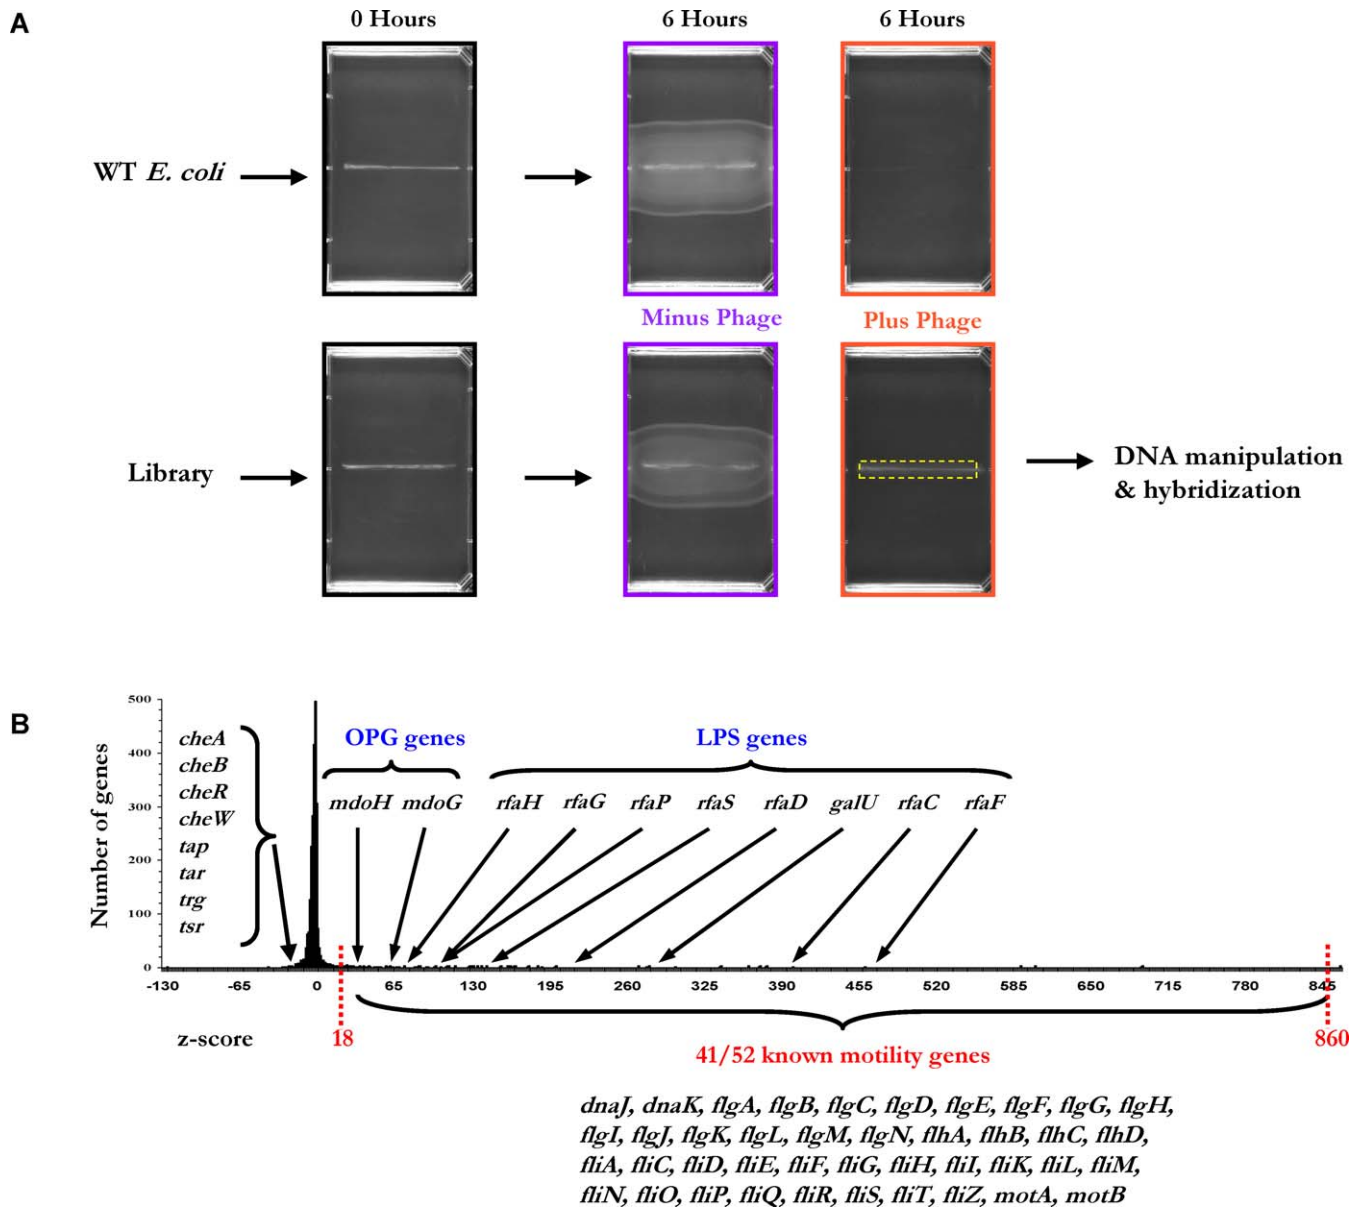 A
0 Hours
6 Hours
6 Hours
WT E. coli
Minus Phage
Plus Phage
Library
DNA manipulation
& hybridization
B
Number of genes
500
400
300
200
100
0
cheA
cheB
cheR
cheW
tap
tar
trg
tsr
OPG genes
LPS genes
mdoH mdoG rfaH rfaG rfaP rfaS rfaD galU rfaC rfaF
-130 -65 0 65 130 195 260 325 390 455 520 585 650 715 780 845
z-score
18
860
41/52 known motility genes
dnaJ, dnaK, flgA, flgB, flgC, flgD, flgE, flgF, flgG, flgH,
flgI, flgJ, flgK, flgL, flgM, flgN, flhA, flhB, flhC, flhD,
fliA, fliC, fliD, fliE, fliF, fliG, fliH, fliI, fliK, fliL, fliM,
fliN, fliO, fliP, fliQ, fliR, fliS, fliT, fliZ, motA, motB